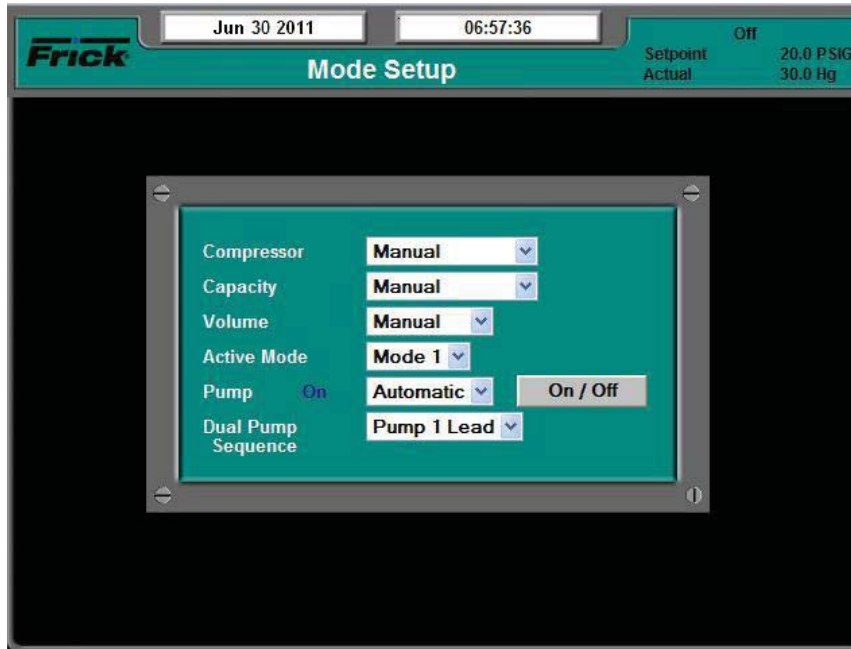 Jun 30 2011
06:57:36
Off
Frick
Mode Setup
Setpoint 20.0 PSIG
Actual 30.0 Hg
Compressor Manual
Capacity Manual
Volume Manual
Active Mode Mode 1
Pump On Automatic On / Off
Dual Pump Pump 1 Lead
Sequence